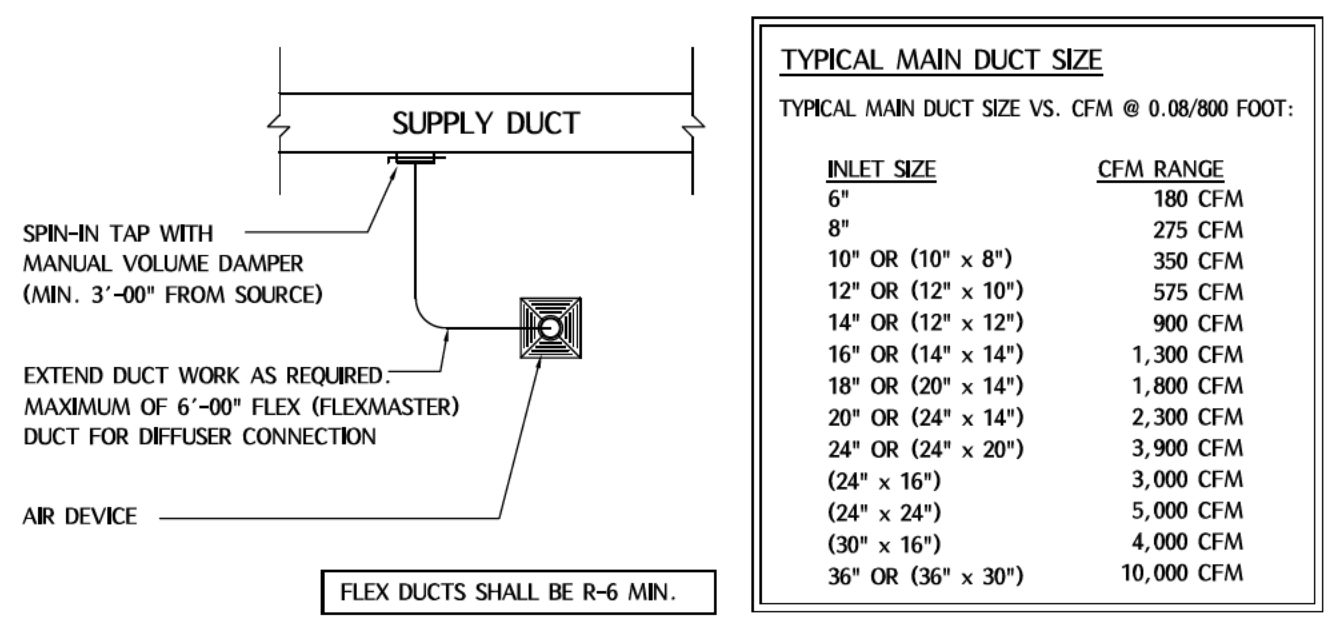 SUPPLY DUCT
SPIN-IN TAP WITH
MANUAL VOLUME DAMPER
(MIN. 3'-00" FROM SOURCE)
EXTEND DUCT WORK AS REQUIRED.
MAXIMUM OF 6'-00" FLEX (FLEXMASTER)
DUCT FOR DIFFUSER CONNECTION
AIR DEVICE
FLEX DUCTS SHALL BE R-6 MIN.
TYPICAL MAIN DUCT SIZE
TYPICAL MAIN DUCT SIZE VS. CFM @ 0.08/800 FOOT:
INLET SIZE CFM RANGE
6" 180 CFM
8" 275 CFM
10" OR (10" x 8") 350 CFM
12" OR (12" x 10") 575 CFM
14" OR (12" x 12") 900 CFM
16" OR (14" x 14") 1,300 CFM
18" OR (20" x 14") 1,800 CFM
20" OR (24" x 14") 2,300 CFM
24" OR (24" x 20") 3,900 CFM
(24" x 16") 3,000 CFM
(24" x 24") 5,000 CFM
(30" x 16") 4,000 CFM
36" OR (36" x 30") 10,000 CFM